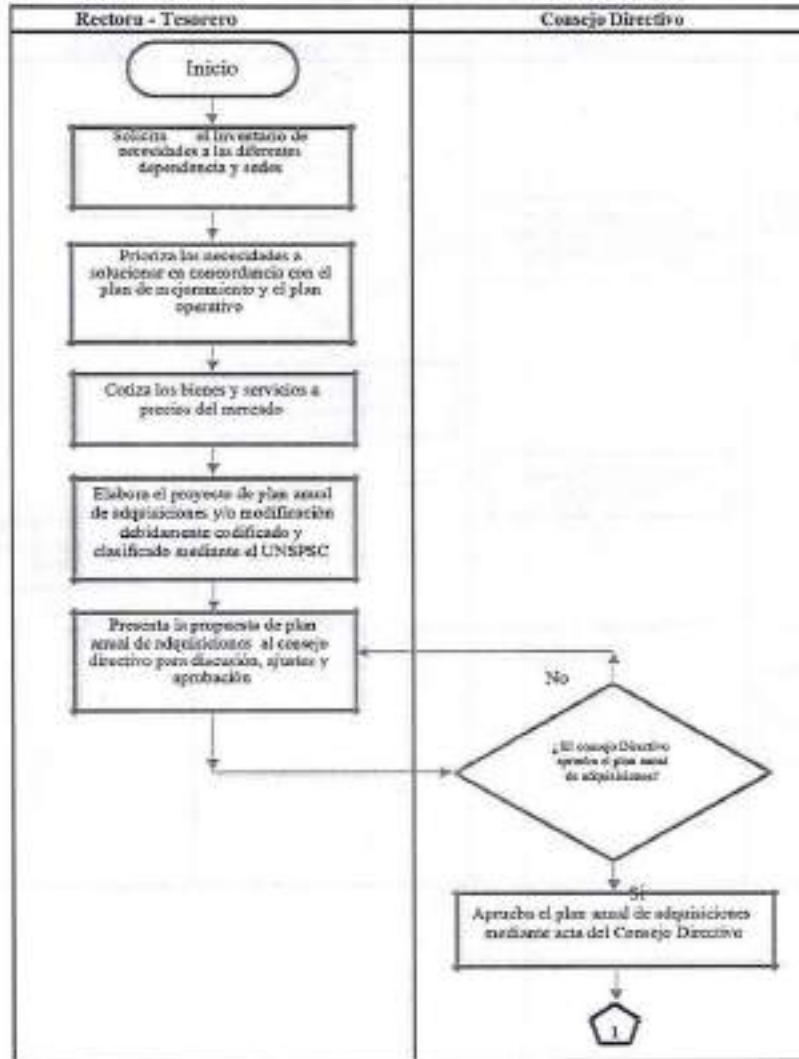 Rectora - Tesorero
Consejo Directivo
Inicio
Solicita el inventario de
necesidades a las diferentes
dependencia y sedes
Prioriza las necesidades a
solucionar en concordancia con el
plan de mejoramiento y el plan
operativo
Cotiza los bienes y servicios a
precios del mercado
Elabora el proyecto de plan anual
de adquisiciones y/o modificación
debidamente codificado y
clasificado mediante el UNSPSC
Presenta la propuesta de plan
anual de adquisiciones al consejo
directivo para discusión, ajustes y
aprobación
No
¿El consejo Directivo
aprueba el plan anual
de adquisiciones?
Sí
Aprueba el plan anual de adquisiciones
mediante acta del Consejo Directivo
1